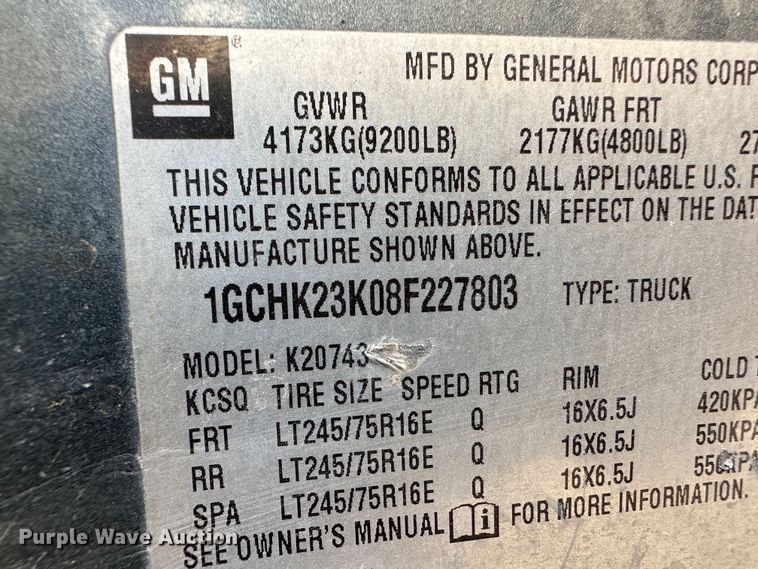 GM ®
MFD BY GENERAL MOTORS CORP
GVWR GAWR FRT
4173KG(9200LB) 2177KG(4800LB) 27
THIS VEHICLE CONFORMS TO ALL APPLICABLE U.S. F
VEHICLE SAFETY STANDARDS IN EFFECT ON THE DAT
MANUFACTURE SHOWN ABOVE.
1GCHK23K08F227803 TYPE: TRUCK
MODEL: K20743
KCSQ TIRE SIZE SPEED RTG RIM COLD T
FRT LT245/75R16E Q 16X6.5J 420KPA
RR LT245/75R16E Q 16X6.5J 550KPA
SPA LT245/75R16E Q 16X6.5J 550KPA
SEE OWNER'S MANUAL i FOR MORE INFORMATION.
Purple Wave Auction